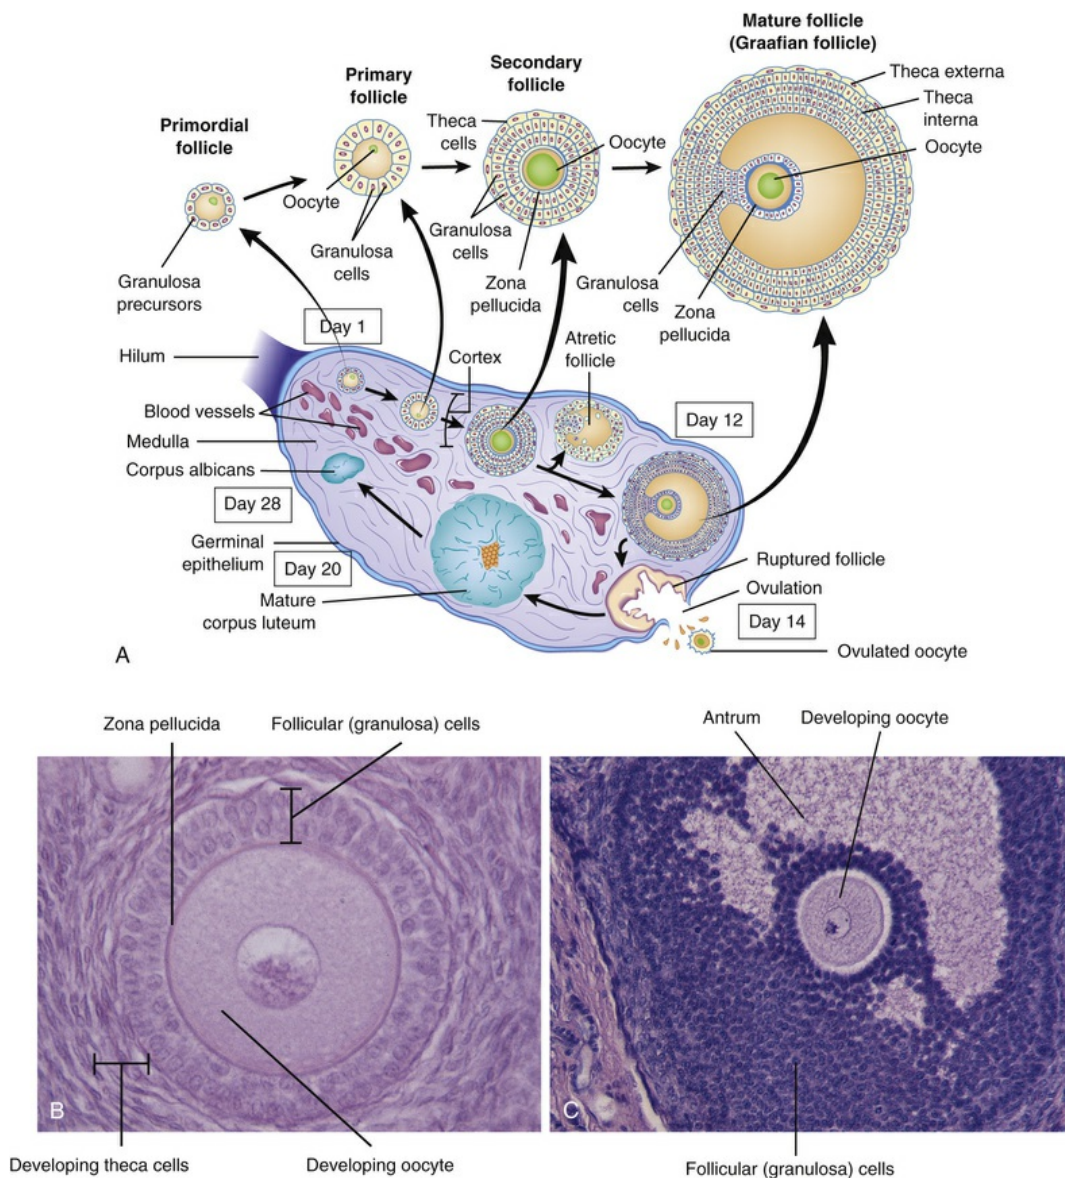 Mature follicle
(Graafian follicle)
Secondary
follicle
Primary
follicle
Primordial
follicle
Theca externa
Theca
interna
Theca
cells
Oocyte
Oocyte
Oocyte
Granulosa
precursors
Granulosa
cells
Granulosa
cells
Zona
pellucida
Granulosa
cells
Zona
pellucida
Day 1
Hilum
Cortex
Atretic
follicle
Blood vessels
Day 12
Medulla
Corpus albicans
Day 28
Germinal
epithelium
Day 20
Mature
corpus luteum
Ruptured follicle
Ovulation
Day 14
Ovulated oocyte
A
Zona pellucida
Follicular (granulosa) cells
Antrum
Developing oocyte
B
C
Developing theca cells
Developing oocyte
Follicular (granulosa) cells